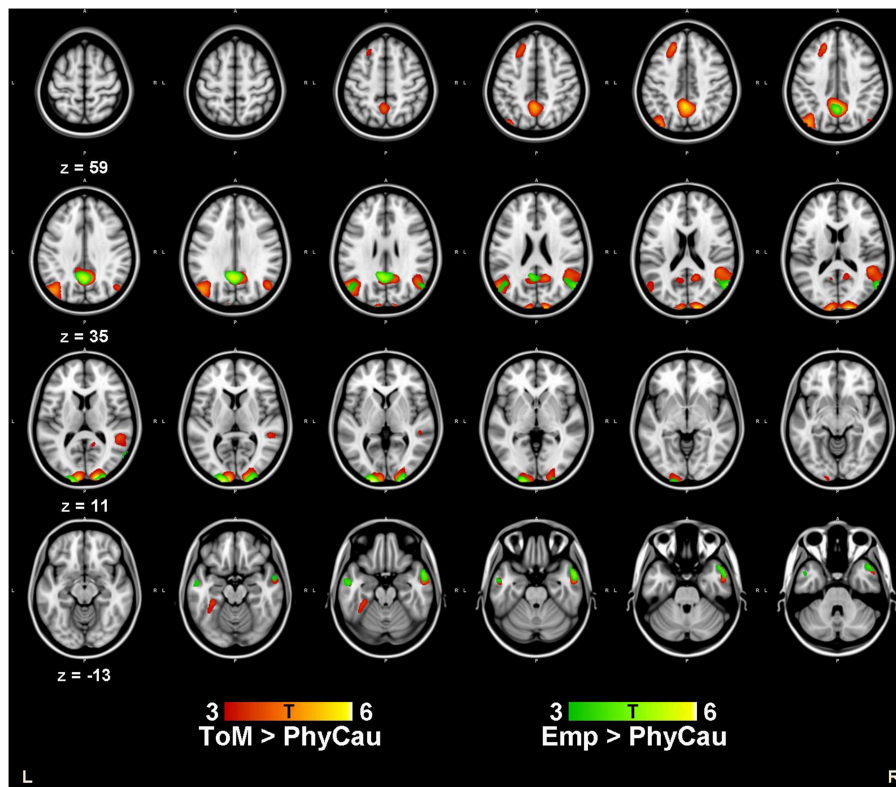 A A A A A A
L R L R L R L R L R L
P P P P P P
z = 59
A A A A A A
L R L R L R L R L R L
P P P P P P
z = 35
A A A A A A
L R L R L R L R L R L
P P P P P P
z = 11
A A A A A A
L R L R L R L R L R L
P P P P P P
z = -13
3 T 6 3 T 6
ToM > PhyCau Emp > PhyCau
L R